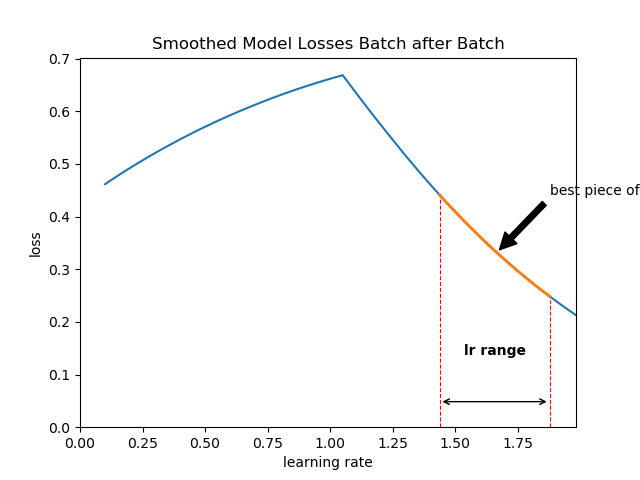 Smoothed Model Losses Batch after Batch
0.7
0.6
0.5
0.4
0.3
0.2
0.1
0.0
loss
best piece of
lr range
0.00 0.25 0.50 0.75 1.00 1.25 1.50 1.75
learning rate